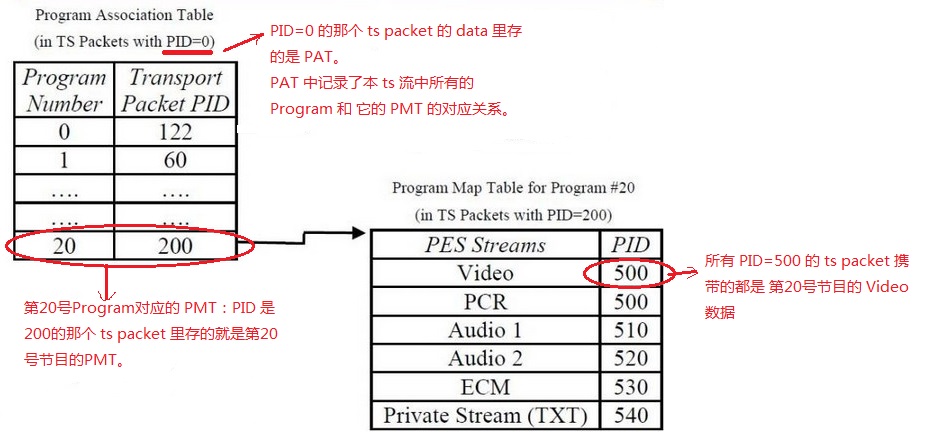 Program Association Table
(in TS Packets with PID=0)
Program Number Transport Packet PID
0 122
1 60
.... ....
.... ....
20 200
PID=0 的那个 ts packet 的 data 里存
的是 PAT。
PAT 中记录了本 ts 流中所有的
Program 和 它的 PMT 的对应关系。
第20号Program对应的 PMT：PID 是
200的那个 ts packet 里存的就是第20
号节目的PMT。
Program Map Table for Program #20
(in TS Packets with PID=200)
PES Streams PID
Video 500
PCR 500
Audio 1 510
Audio 2 520
ECM 530
Private Stream (TXT) 540
所有 PID=500 的 ts packet 携
带的都是 第20号节目的 Video
数据